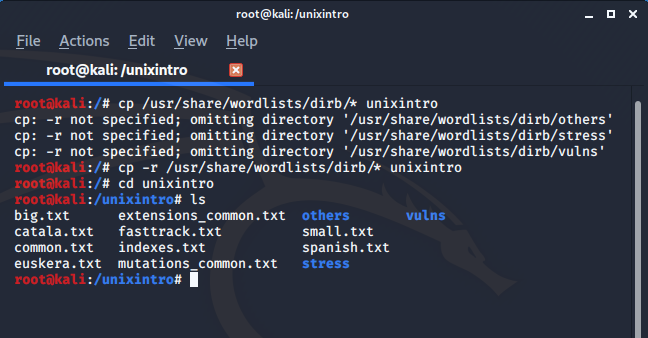 root@kali: /unixintro
File Actions Edit View Help
root@kali: /unixintro
root@kali:/# cp /usr/share/wordlists/dirb/* unixintro
cp: -r not specified; omitting directory '/usr/share/wordlists/dirb/others'
cp: -r not specified; omitting directory '/usr/share/wordlists/dirb/stress'
cp: -r not specified; omitting directory '/usr/share/wordlists/dirb/vulns'
root@kali:/# cp -r /usr/share/wordlists/dirb/* unixintro
root@kali:/# cd unixintro
root@kali:/unixintro# ls
big.txt extensions_common.txt others vulns
catala.txt fasttrack.txt small.txt
common.txt indexes.txt spanish.txt
euskera.txt mutations_common.txt stress
root@kali:/unixintro#